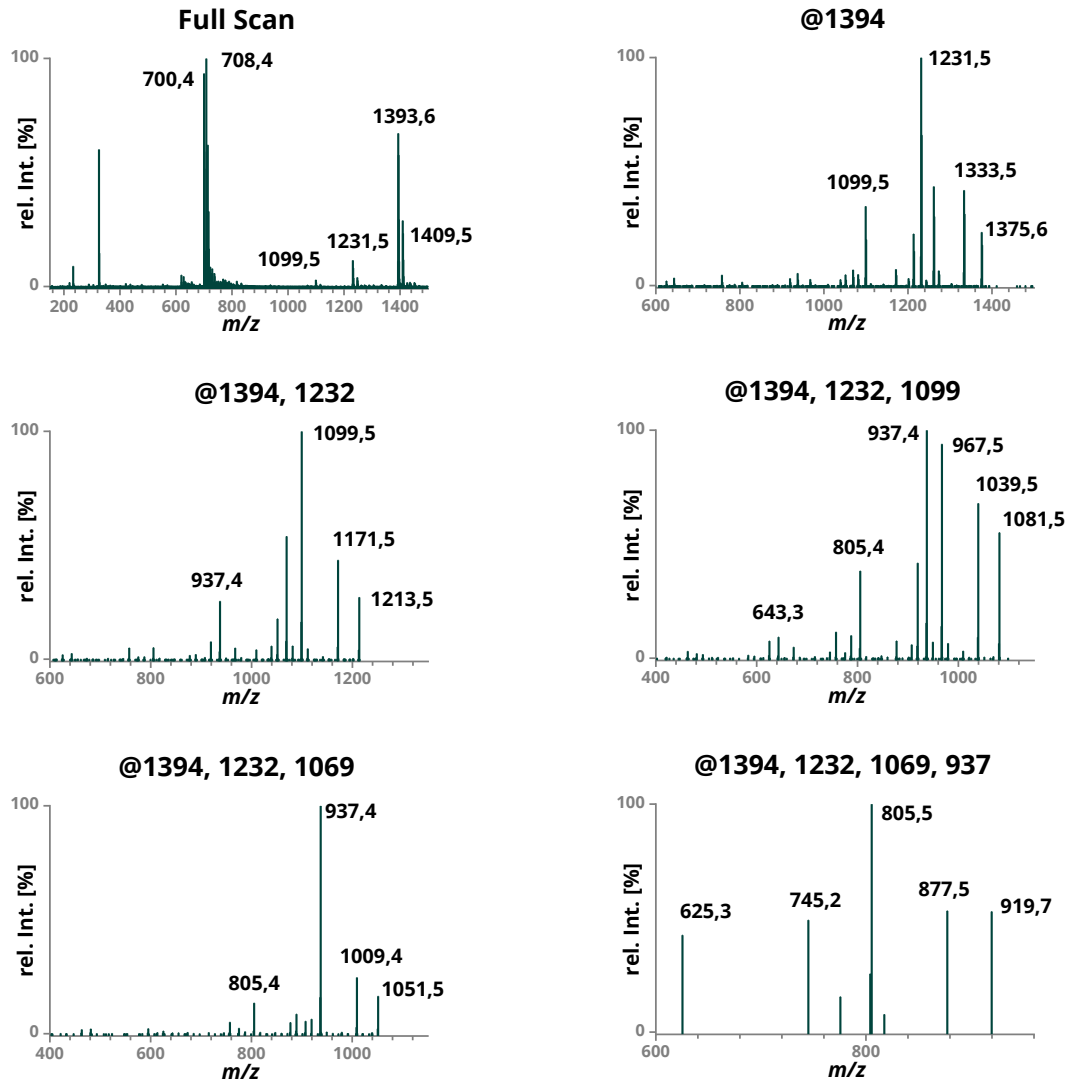 Full Scan
100
708,4
700,4
1393,6
1409,5
1231,5
1099,5
rel. Int. [%]
0
200 400 600 800 1000 1200 1400
m/z
@1394
100
1231,5
1333,5
1099,5
1375,6
rel. Int. [%]
0
600 800 1000 1200 1400
m/z
@1394, 1232
100
1099,5
1171,5
937,4
1213,5
rel. Int. [%]
0
600 800 1000 1200
m/z
@1394, 1232, 1099
100
937,4
967,5
1039,5
1081,5
805,4
643,3
rel. Int. [%]
0
400 600 800 1000
m/z
@1394, 1232, 1069
100
937,4
1009,4
805,4
1051,5
rel. Int. [%]
0
400 600 800 1000
m/z
@1394, 1232, 1069, 937
100
805,5
877,5
745,2
919,7
625,3
rel. Int. [%]
0
600 800
m/z